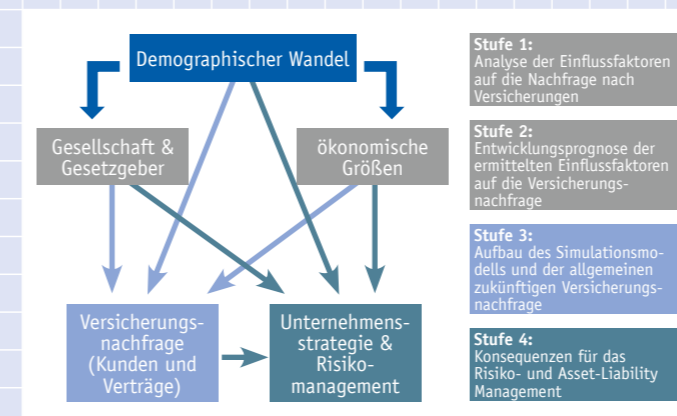 Demographischer Wandel
Gesellschaft &
Gesetzgeber
ökonomische
Größen
Versicherungs-
nachfrage
(Kunden und
Verträge)
Unternehmens-
strategie &
Risiko-
management
Stufe 1:
Analyse der Einflussfaktoren
auf die Nachfrage nach
Versicherungen
Stufe 2:
Entwicklungsprognose der
ermittelten Einflussfaktoren
auf die Versicherungs-
nachfrage
Stufe 3:
Aufbau des Simulationsmo-
dells und der allgemeinen
zukünftigen Versicherungs-
nachfrage
Stufe 4:
Konsequenzen für das
Risiko- und Asset-Liability
Management